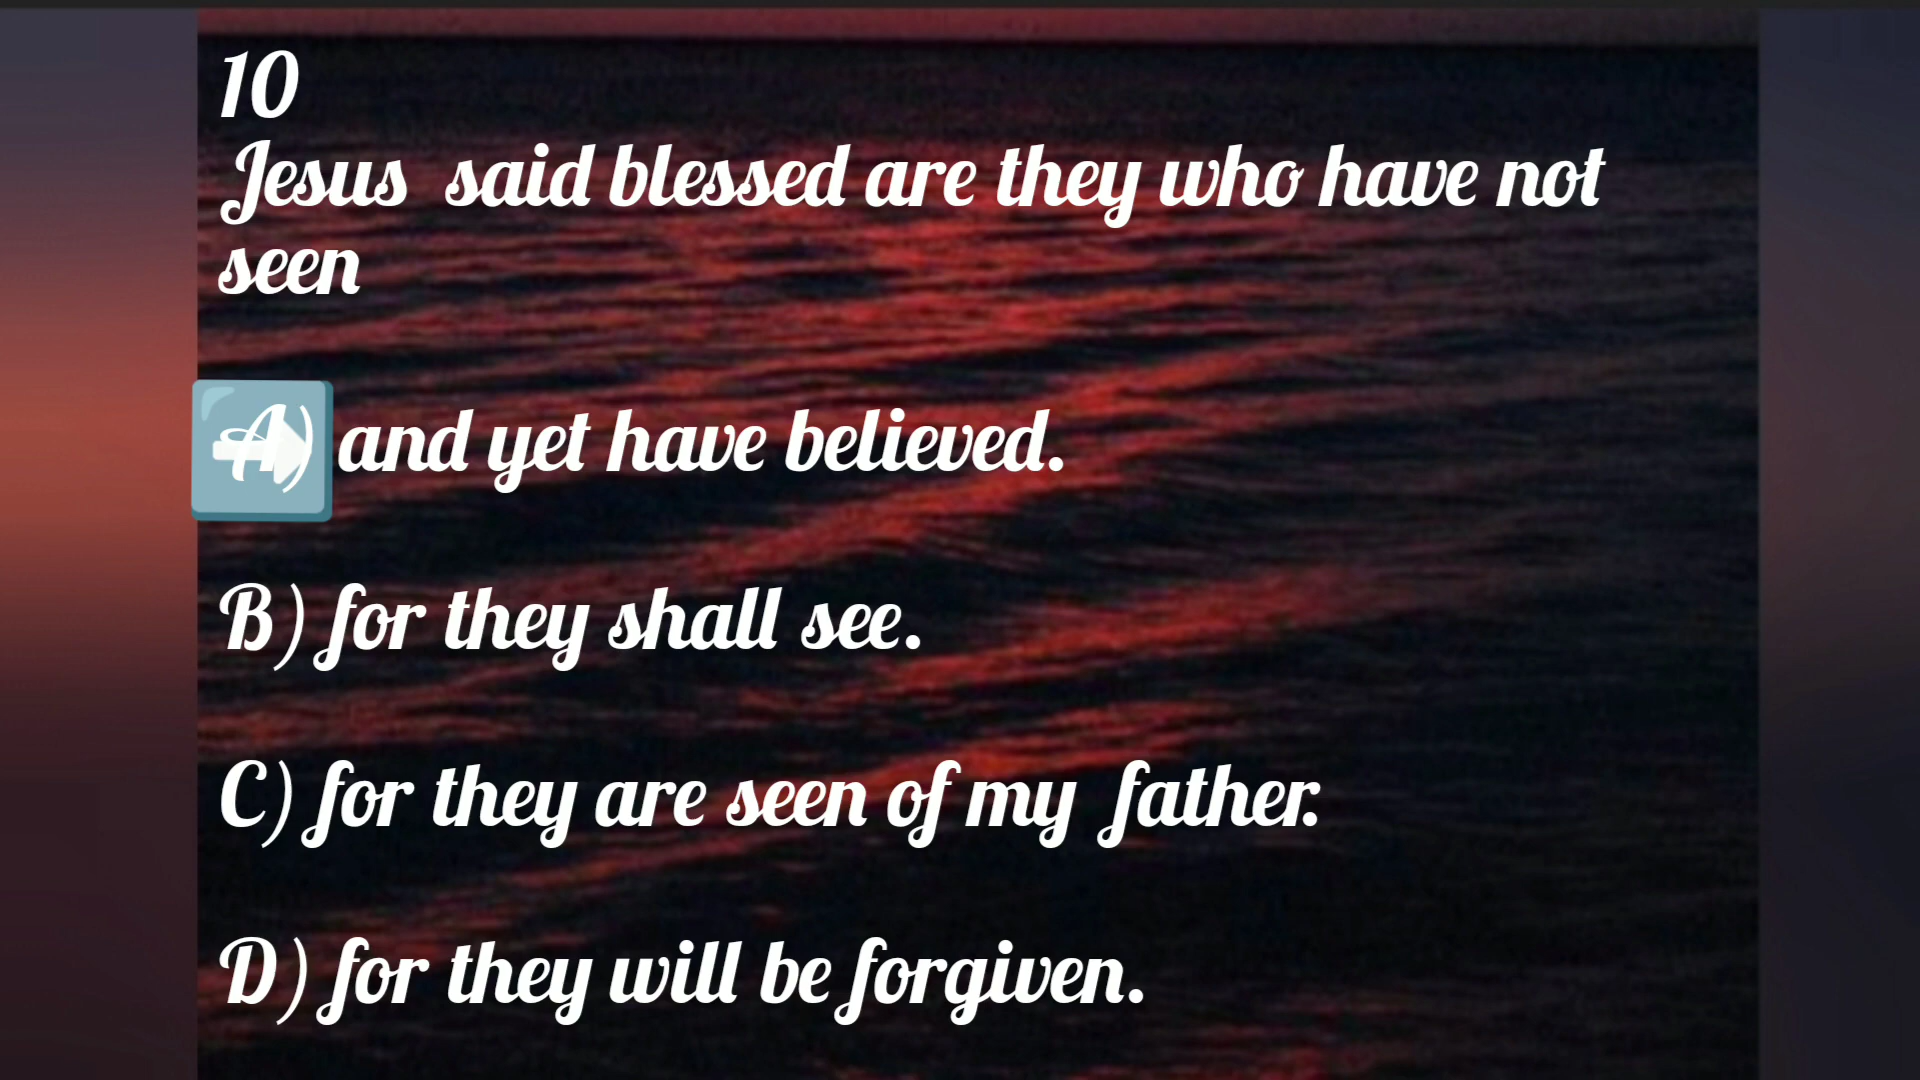 10
Jesus said blessed are they who have not
seen
A) and yet have believed.
B) for they shall see.
C) for they are seen of my father.
D) for they will be forgiven.